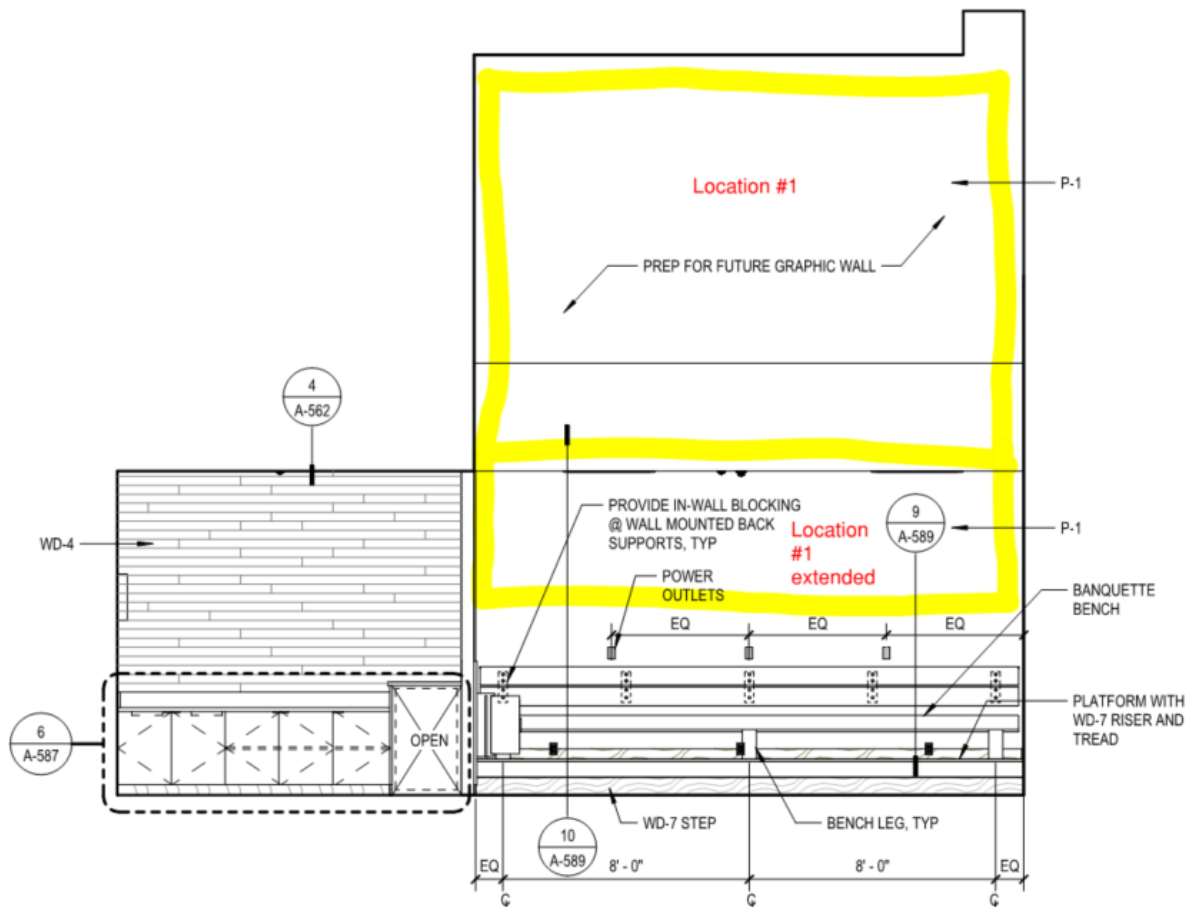 Location #1
P-1
PREP FOR FUTURE GRAPHIC WALL
4
A-562
PROVIDE IN-WALL BLOCKING
@ WALL MOUNTED BACK
SUPPORTS, TYP
Location
#1
extended
9
A-589
P-1
WD-4
POWER
OUTLETS
BANQUETTE
BENCH
EQ
EQ
EQ
PLATFORM WITH
WD-7 RISER AND
TREAD
6
A-587
OPEN
WD-7 STEP
BENCH LEG, TYP
10
A-589
EQ
8' - 0"
8' - 0"
EQ
℄
℄
℄